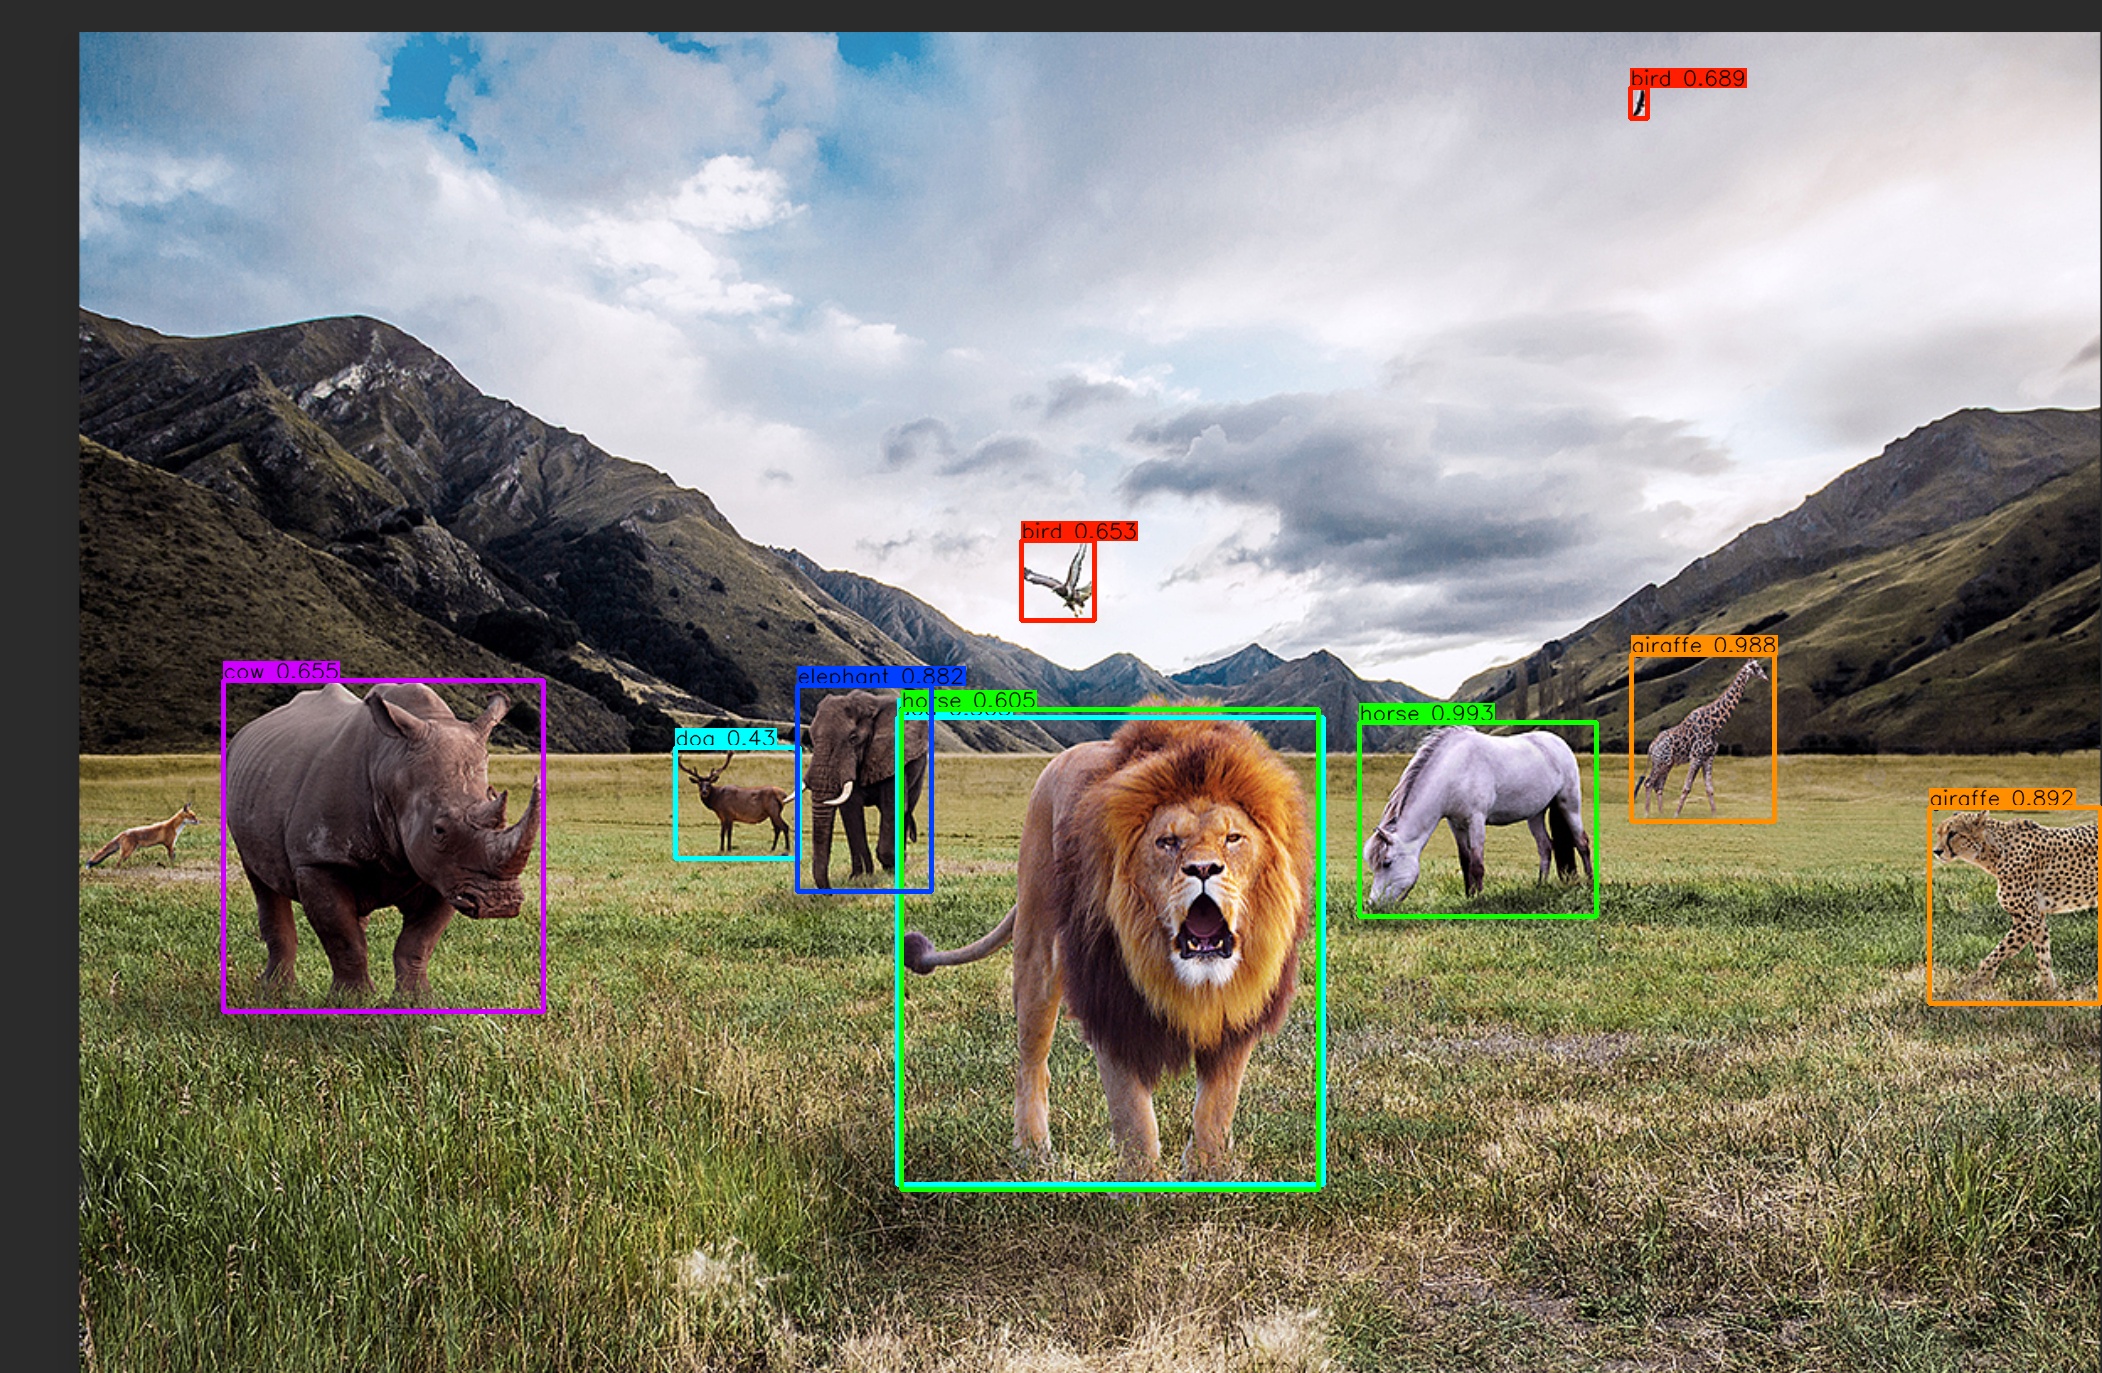 bird 0.689
bird 0.653
giraffe 0.988
cow 0.655
elephant 0.882
horse 0.605
horse 0.993
dog 0.43
giraffe 0.892